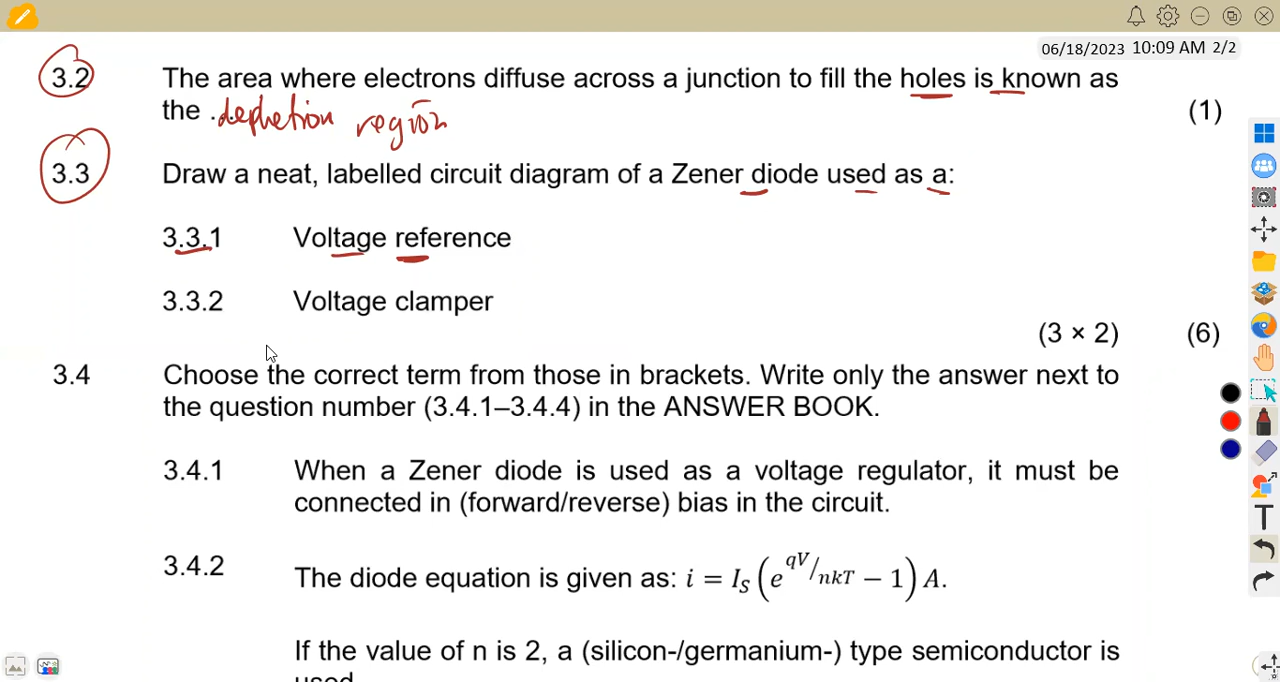 06/18/2023 10:09 AM 2/2
3.2 The area where electrons diffuse across a junction to fill the holes is known as
the ... depletion region (1)
3.3 Draw a neat, labelled circuit diagram of a Zener diode used as a:
3.3.1 Voltage reference
3.3.2 Voltage clamper
(3 × 2) (6)
3.4 Choose the correct term from those in brackets. Write only the answer next to
the question number (3.4.1–3.4.4) in the ANSWER BOOK.
3.4.1 When a Zener diode is used as a voltage regulator, it must be
connected in (forward/reverse) bias in the circuit.
3.4.2 The diode equation is given as: i = I_S (e^{qV/nkT} − 1) A.
If the value of n is 2, a (silicon-/germanium-) type semiconductor is
used.
T